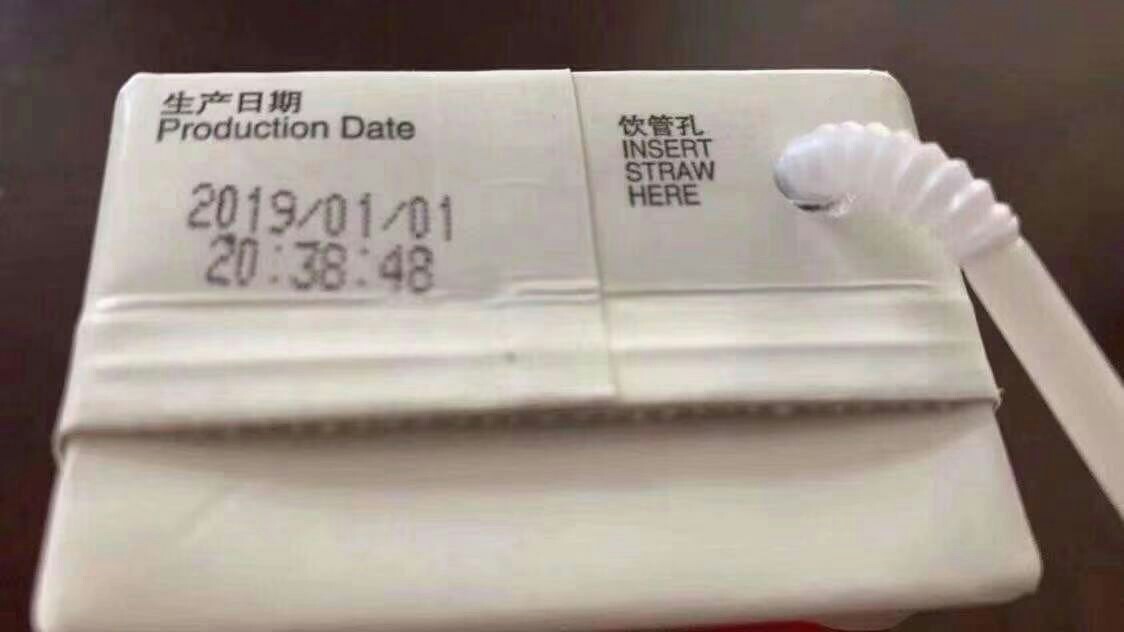 生产日期
Production Date
2019/01/01
20:38:48
饮管孔
INSERT
STRAW
HERE